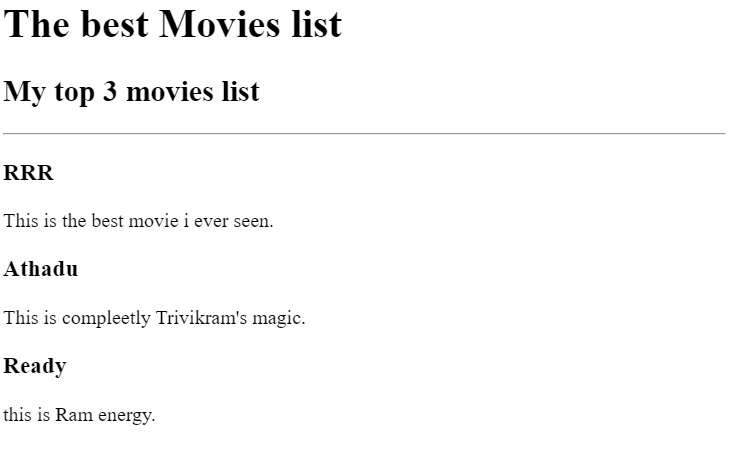 The best Movies list
My top 3 movies list
RRR
This is the best movie i ever seen.
Athadu
This is compleetly Trivikram's magic.
Ready
this is Ram energy.